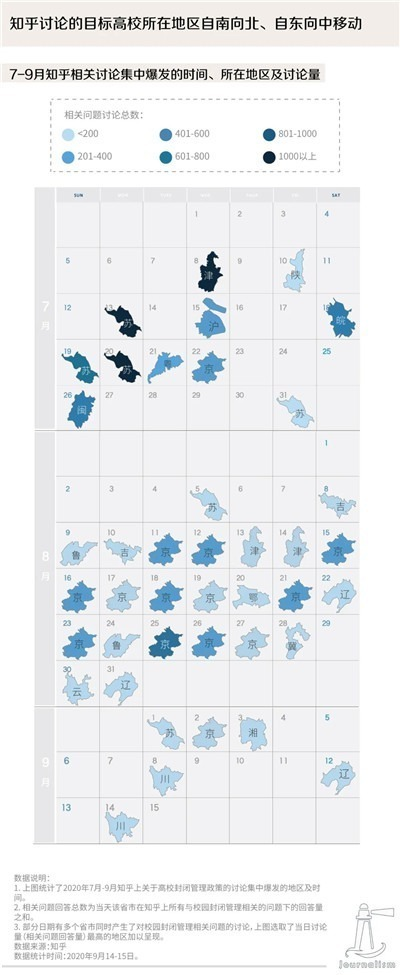 知乎讨论的目标高校所在地区自南向北、自东向中移动
7-9月知乎相关讨论集中爆发的时间、所在地区及讨论量
相关问题讨论总数:
<200 401-600 801-1000
201-400 601-800 1000以上
SUN SAT
7月
1 2 3 4
5 6 7 8 津 9 10 陕 11
12 13 苏 14 15 沪 16 17 18 皖
19 苏 20 苏 21 粤 22 京 23 24 25
26 闽 27 28 29 30 31 苏
8月
1
2 3 4 5 苏 6 7 8 吉
9 鲁 10 吉 11 京 12 京 13 津 14 津 15 京
16 京 17 京 18 京 19 京 20 鄂 21 京 22 辽
23 京 24 鲁 25 京 26 京 27 京 28 冀 29
30 云 31 辽
9月
1 苏 2 京 3 湘 4 5
6 7 8 川 9 10 11 12 辽
13 14 川 15
数据说明:
1. 上图统计了2020年7月-9月知乎上关于高校封闭管理政策的讨论集中爆发的地区及时
间。
2. 相关问题回答总数为当天该省市在知乎上所有与校园封闭管理相关的问题下的回答量
之和。
3. 部分日期有多个省市同时产生了对校园封闭管理相关问题的讨论,上图选取了当日讨论
量(相关问题回答量)最高的地区加以呈现。
数据来源:知乎
数据统计时间:2020年9月14-15日。
Journalism